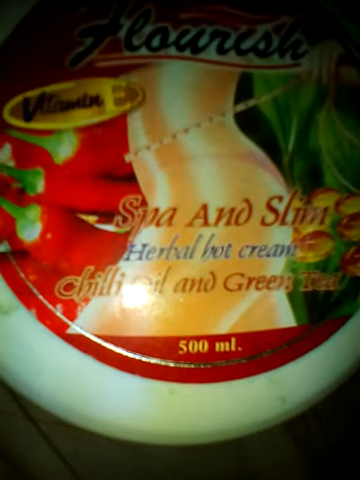 Flourish
Vitamin E
Spa And Slim
Herbal hot cream
Chilli Oil and Green Tea
500 ml.